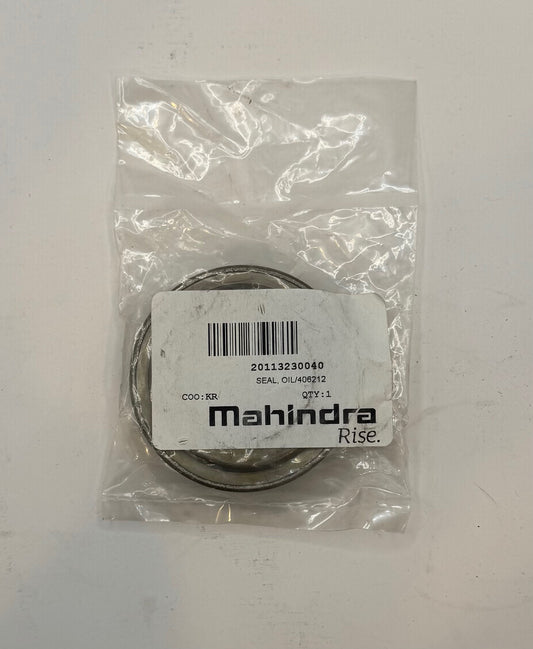 20113230040
SEAL, OIL/406212
COO:KR QTY:1
Mahindra
Rise.